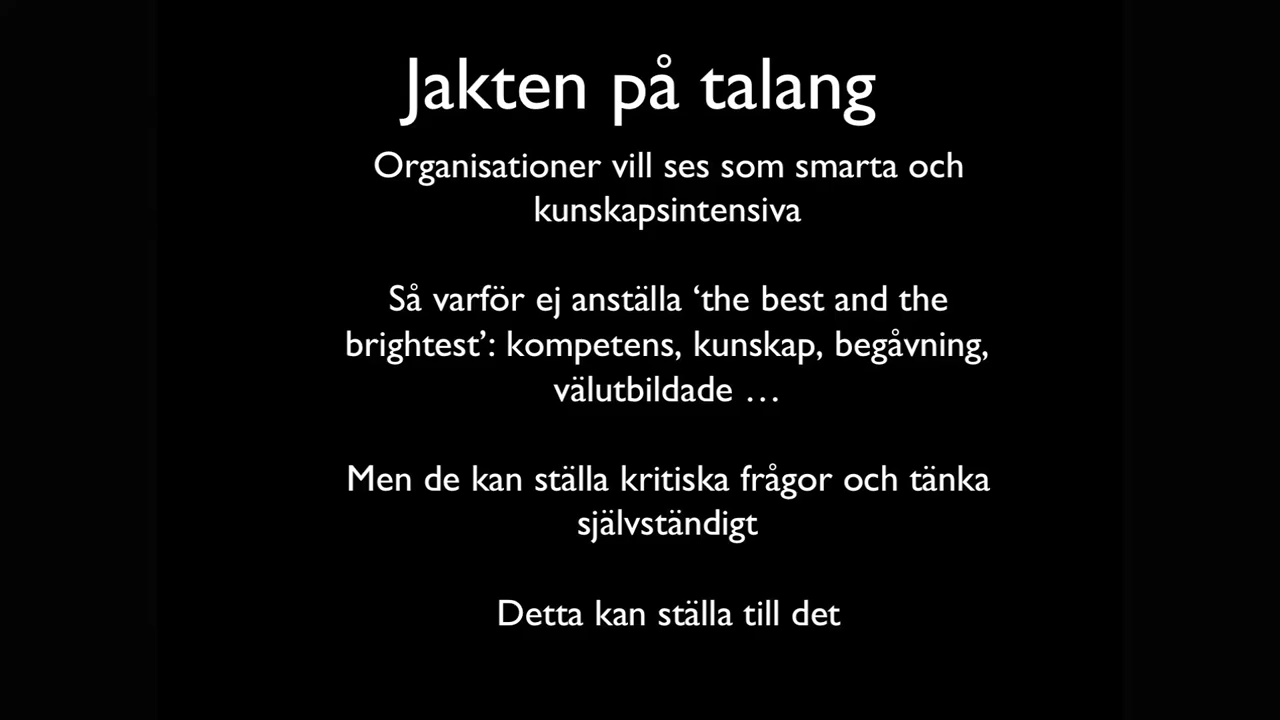 Jakten på talang
Organisationer vill ses som smarta och
kunskapsintensiva
Så varför ej anställa ‘the best and the
brightest’: kompetens, kunskap, begåvning,
välutbildade …
Men de kan ställa kritiska frågor och tänka
självständigt
Detta kan ställa till det